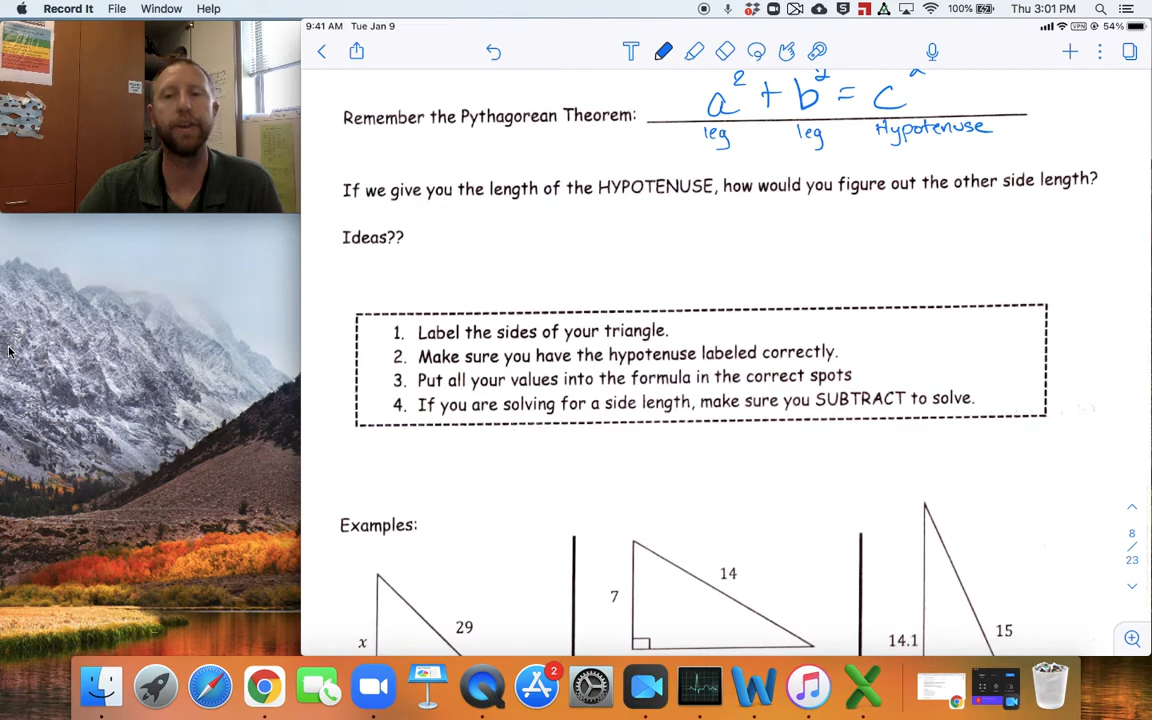 Record It File Window Help
100% Thu 3:01 PM
9:41 AM Tue Jan 9
VPN 54%
a² + b² = c²
Remember the Pythagorean Theorem:
leg leg Hypotenuse
If we give you the length of the HYPOTENUSE, how would you figure out the other side length?
Ideas??
1. Label the sides of your triangle.
2. Make sure you have the hypotenuse labeled correctly.
3. Put all your values into the formula in the correct spots
4. If you are solving for a side length, make sure you SUBTRACT to solve.
Examples:
8
/
23
14
7
29
x
15
14.1
2